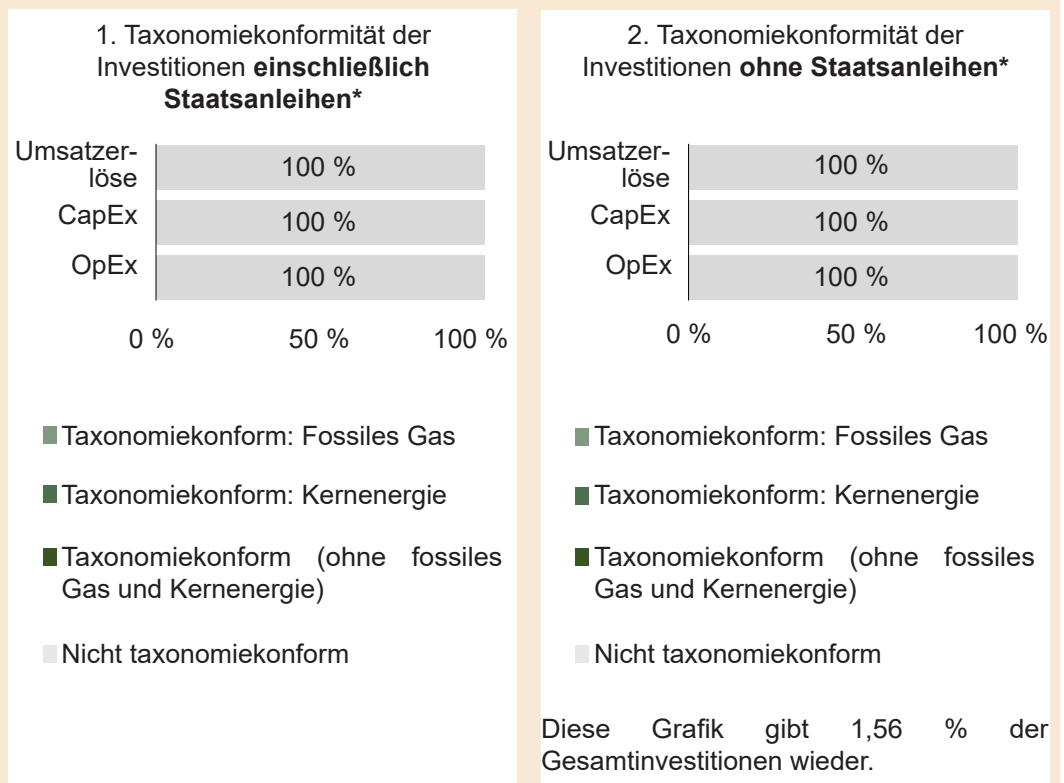 1. Taxonomiekonformität der
Investitionen einschließlich
Staatsanleihen*
Umsatzer-
löse
100 %
CapEx
100 %
OpEx
100 %
0 % 50 % 100 %
Taxonomiekonform: Fossiles Gas
Taxonomiekonform: Kernenergie
Taxonomiekonform (ohne fossiles
Gas und Kernenergie)
Nicht taxonomiekonform
2. Taxonomiekonformität der
Investitionen ohne Staatsanleihen*
Umsatzer-
löse
100 %
CapEx
100 %
OpEx
100 %
0 % 50 % 100 %
Taxonomiekonform: Fossiles Gas
Taxonomiekonform: Kernenergie
Taxonomiekonform (ohne fossiles
Gas und Kernenergie)
Nicht taxonomiekonform
Diese Grafik gibt 1,56 % der
Gesamtinvestitionen wieder.